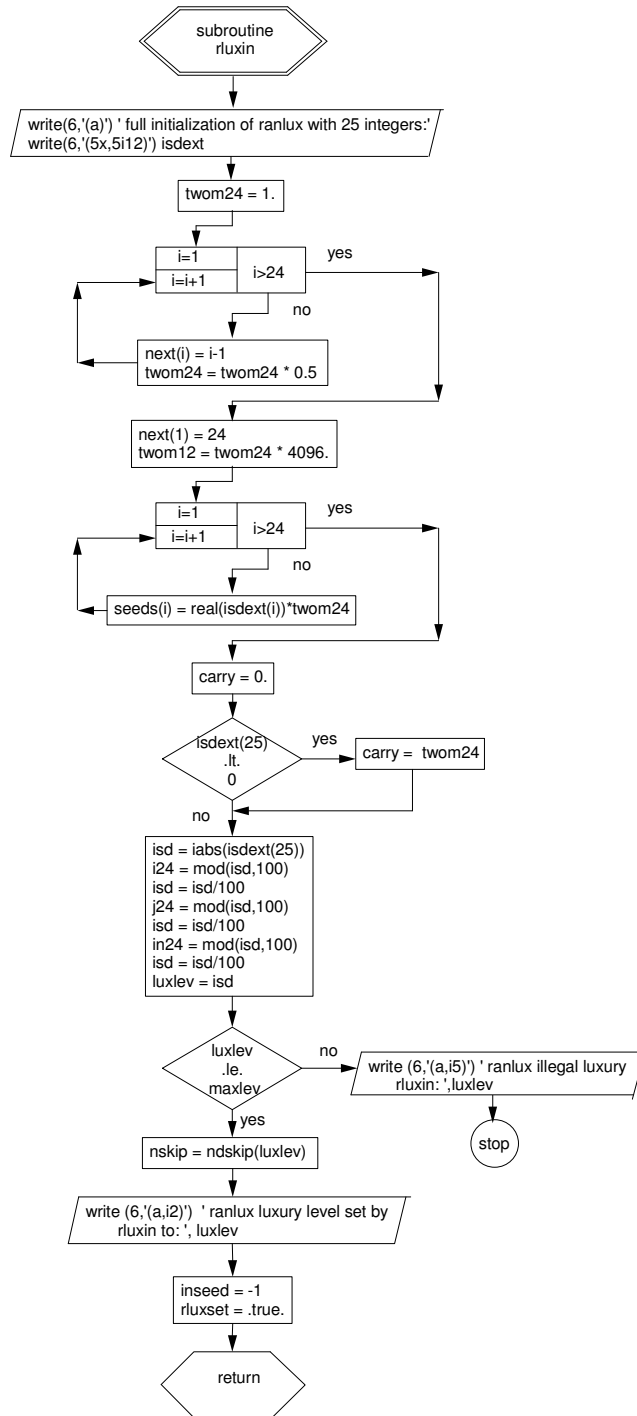 subroutine
rluxin
write(6,'(a)') ' full initialization of ranlux with 25 integers:'
write(6,'(5x,5i12)') isdext
twom24 = 1.
i=1
i=i+1
i>24
yes
no
next(i) = i-1
twom24 = twom24 * 0.5
next(1) = 24
twom12 = twom24 * 4096.
i=1
i=i+1
i>24
yes
no
seeds(i) = real(isdext(i))*twom24
carry = 0.
isdext(25)
.lt.
0
yes
carry = twom24
no
isd = iabs(isdext(25))
i24 = mod(isd,100)
isd = isd/100
j24 = mod(isd,100)
isd = isd/100
in24 = mod(isd,100)
isd = isd/100
luxlev = isd
luxlev
.le.
maxlev
no
write (6,'(a,i5)') ' ranlux illegal luxury
rluxin: ',luxlev
stop
yes
nskip = ndskip(luxlev)
write (6,'(a,i2)') ' ranlux luxury level set by
rluxin to: ', luxlev
inseed = -1
rluxset = .true.
return